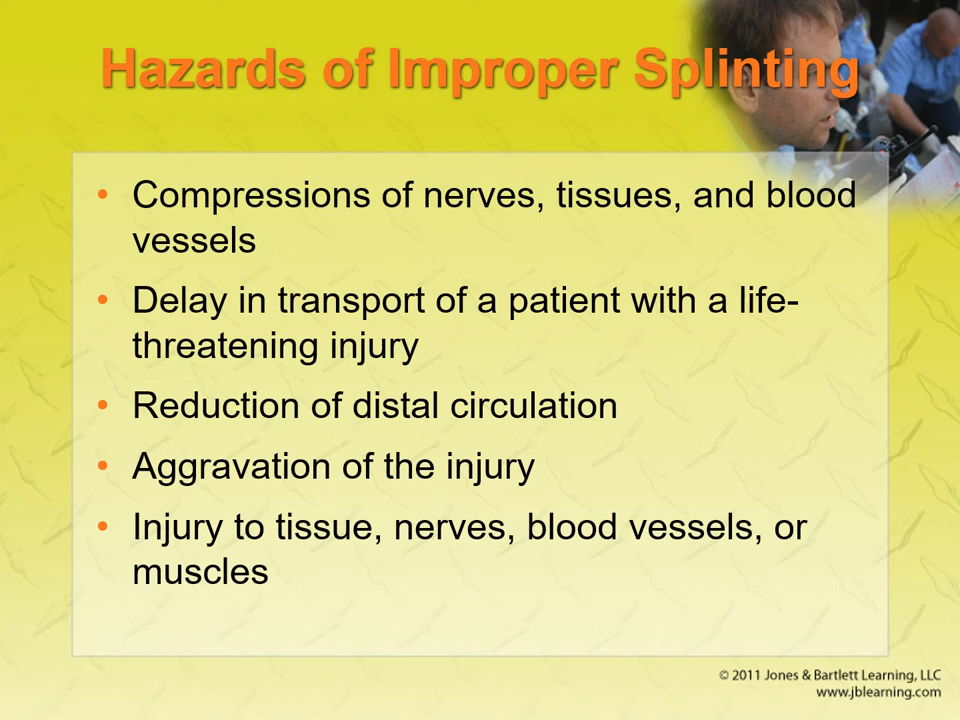 Hazards of Improper Splinting
• Compressions of nerves, tissues, and blood
vessels
• Delay in transport of a patient with a life-
threatening injury
• Reduction of distal circulation
• Aggravation of the injury
• Injury to tissue, nerves, blood vessels, or
muscles
© 2011 Jones & Bartlett Learning, LLC
www.jblearning.com